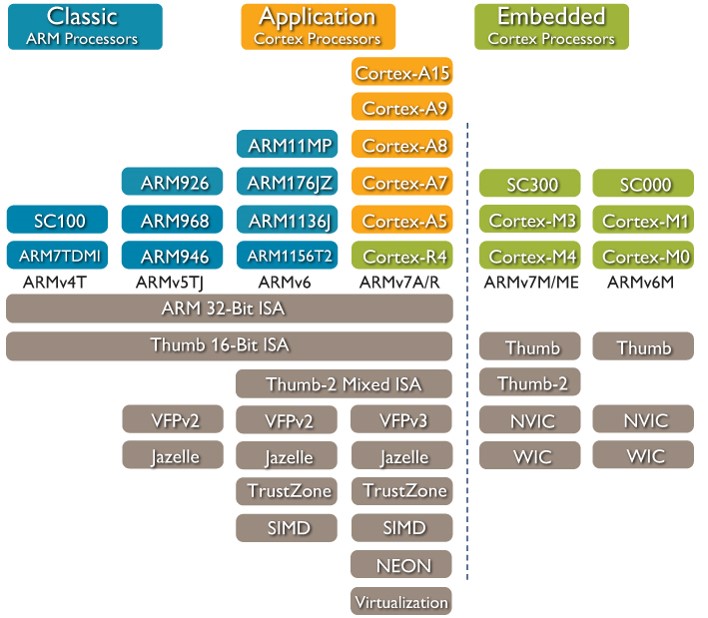 Classic
ARM Processors
Application
Cortex Processors
Embedded
Cortex Processors
Cortex-A15
Cortex-A9
ARM11MP
Cortex-A8
ARM926
ARM176JZ
Cortex-A7
SC300
SC000
SC100
ARM968
ARM1136J
Cortex-A5
Cortex-M3
Cortex-M1
ARM7TDMI
ARM946
ARM1156T2
Cortex-R4
Cortex-M4
Cortex-M0
ARMv4T
ARMv5TJ
ARMv6
ARMv7A/R
ARMv7M/ME
ARMv6M
ARM 32-Bit ISA
Thumb 16-Bit ISA
Thumb
Thumb
Thumb-2 Mixed ISA
Thumb-2
VFPv2
VFPv2
VFPv3
NVIC
NVIC
Jazelle
Jazelle
Jazelle
WIC
WIC
TrustZone
TrustZone
SIMD
SIMD
NEON
Virtualization